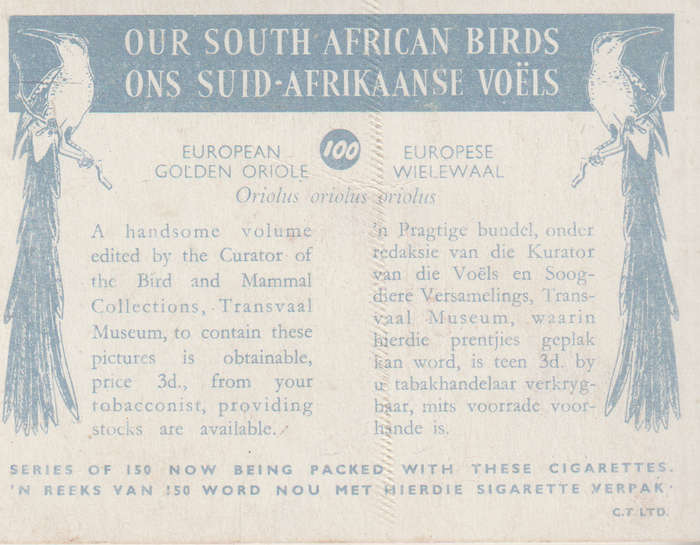 OUR SOUTH AFRICAN BIRDS
ONS SUID-AFRIKAANSE VOËLS
100
EUROPEAN
GOLDEN ORIOLE
EUROPESE
WIELEWAAL
Oriolus oriolus oriolus
A handsome volume
edited by the Curator of
the Bird and Mammal
Collections, Transvaal
Museum, to contain these
pictures is obtainable,
price 3d., from your
tobacconist, providing
stocks are available.
'n Pragtige bundel, onder
redaksie van die Kurator
van die Voëls en Soog-
diere Versamelings, Trans-
vaal Museum, waarin
hierdie prentjies geplak
kan word, is teen 3d. by
u tabakhandelaar verkryg-
baar, mits voorrade voor-
hande is.
SERIES OF 150 NOW BEING PACKED WITH THESE CIGARETTES.
'N REEKS VAN 150 WORD NOU MET HIERDIE SIGARETTE VERPAK.
C.T. LTD.